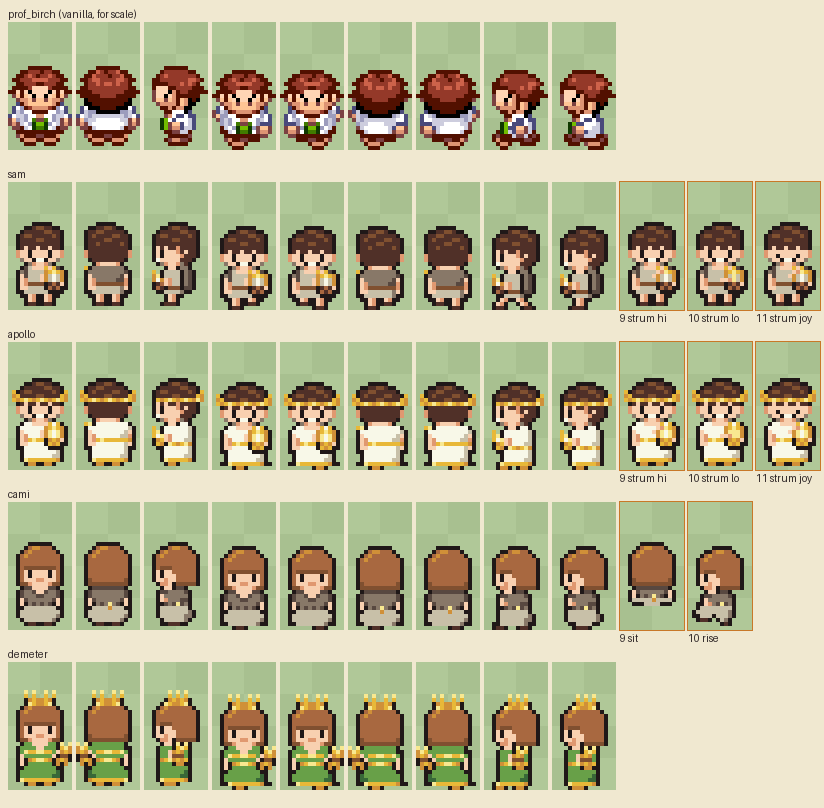 prof_birch (vanilla, for scale)
sam
9 strum hi
10 strum lo
11 strum joy
apollo
9 strum hi
10 strum lo
11 strum joy
cami
9 sit
10 rise
demeter